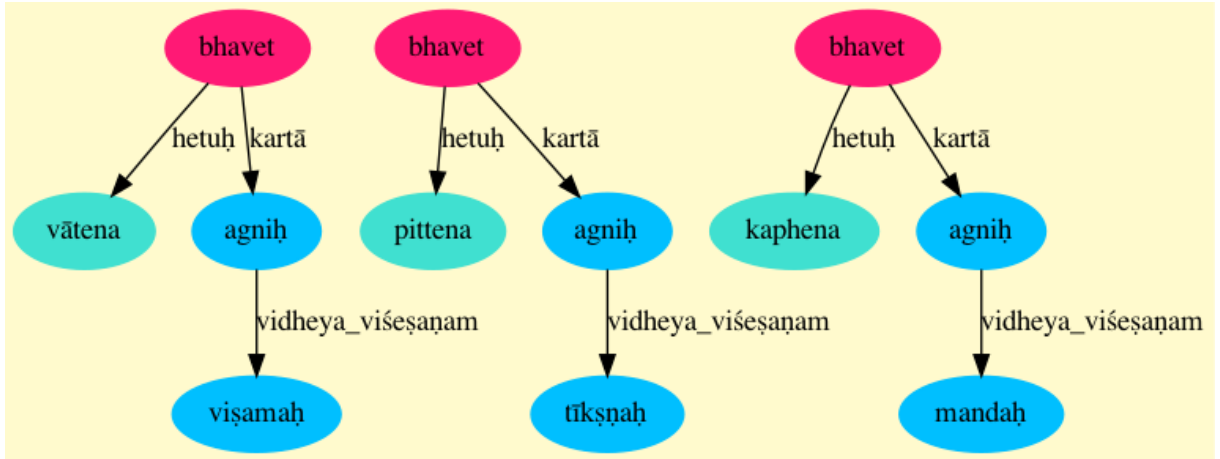 bhavet bhavet bhavet
hetuḥ kartā hetuḥ kartā hetuḥ kartā
vātena agniḥ pittena agniḥ kaphena agniḥ
vidheya_viśeṣaṇam vidheya_viśeṣaṇam vidheya_viśeṣaṇam
viṣamaḥ tīkṣṇaḥ mandaḥ